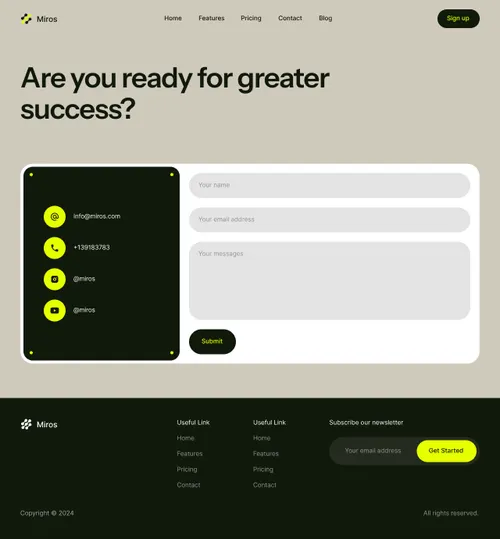 Miros
Home Features Pricing Contact Blog
Sign up
Are you ready for greater
success?
info@miros.com
+139183783
@miros
@miros
Your name
Your email address
Your messages
Submit
Miros
Useful Link
Home
Features
Pricing
Contact
Useful Link
Home
Features
Pricing
Contact
Subscribe our newsletter
Your email address
Get Started
Copyright © 2024
All rights reserved.